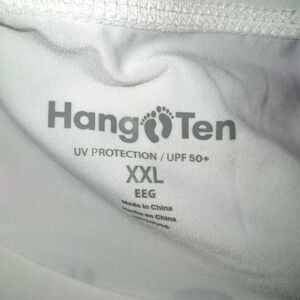 Hang Ten
UV PROTECTION / UPF 50+
XXL
EEG
Made in China
Hecho en China